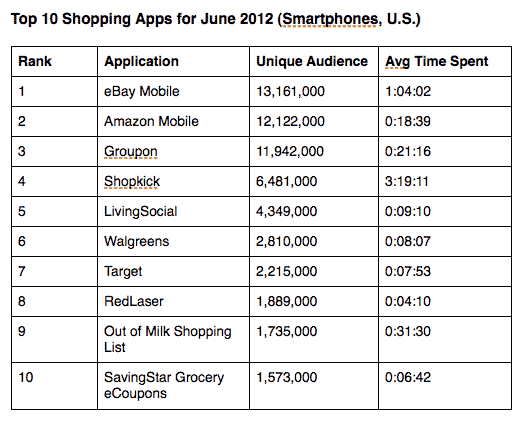 Top 10 Shopping Apps for June 2012 (Smartphones, U.S.)
Rank Application Unique Audience Avg Time Spent
1 eBay Mobile 13,161,000 1:04:02
2 Amazon Mobile 12,122,000 0:18:39
3 Groupon 11,942,000 0:21:16
4 Shopkick 6,481,000 3:19:11
5 LivingSocial 4,349,000 0:09:10
6 Walgreens 2,810,000 0:08:07
7 Target 2,215,000 0:07:53
8 RedLaser 1,889,000 0:04:10
9 Out of Milk Shopping 1,735,000 0:31:30
List
10 SavingStar Grocery 1,573,000 0:06:42
eCoupons